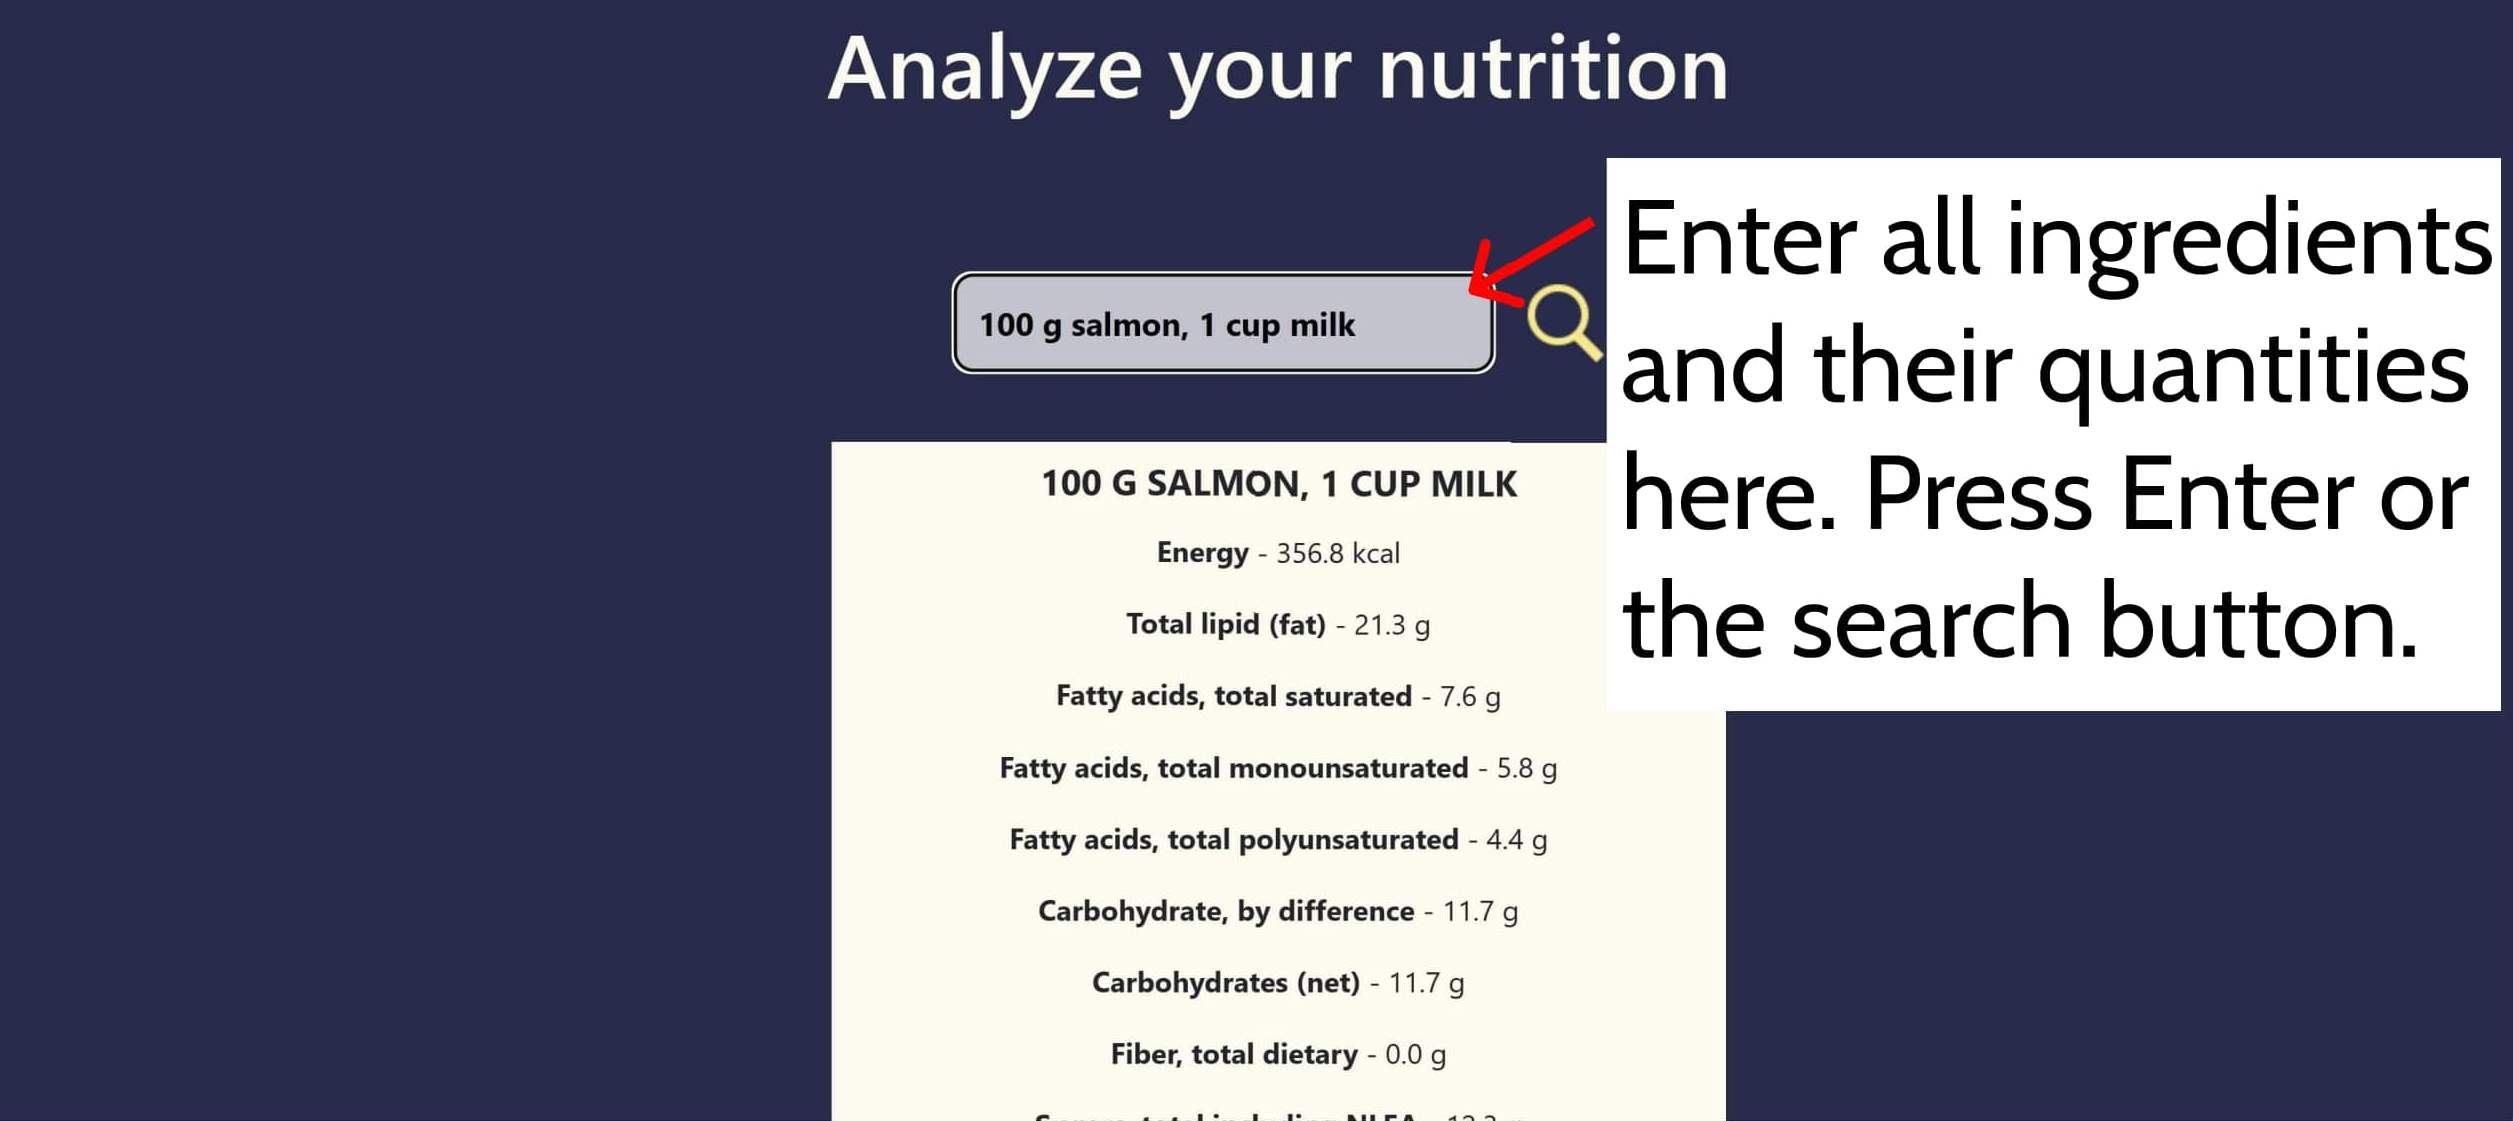 Analyze your nutrition
100 g salmon, 1 cup milk
Enter all ingredients
and their quantities
here. Press Enter or
the search button.
100 G SALMON, 1 CUP MILK
Energy - 356.8 kcal
Total lipid (fat) - 21.3 g
Fatty acids, total saturated - 7.6 g
Fatty acids, total monounsaturated - 5.8 g
Fatty acids, total polyunsaturated - 4.4 g
Carbohydrate, by difference - 11.7 g
Carbohydrates (net) - 11.7 g
Fiber, total dietary - 0.0 g